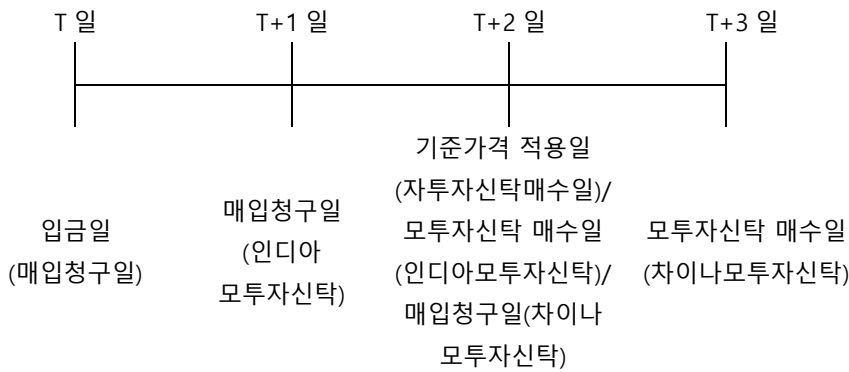 T 일
T+1 일
T+2 일
T+3 일
입금일
(매입청구일)
매입청구일
(인디아
모투자신탁)
기준가격 적용일
(자투자신탁매수일)/
모투자신탁 매수일
(인디아모투자신탁)/
매입청구일(차이나
모투자신탁)
모투자신탁 매수일
(차이나모투자신탁)